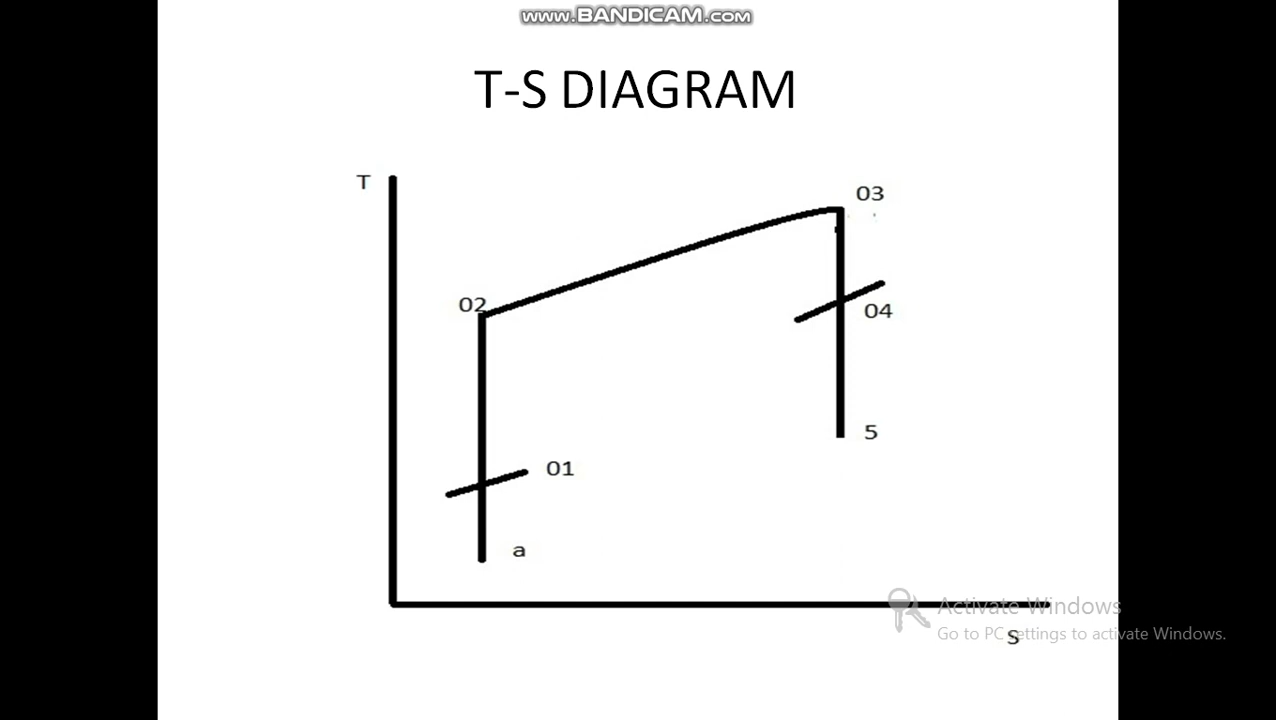 www.BANDICAM.com
T-S DIAGRAM
T
03
02
04
5
01
a
Activate Windows
Go to PC settings to activate Windows.
S